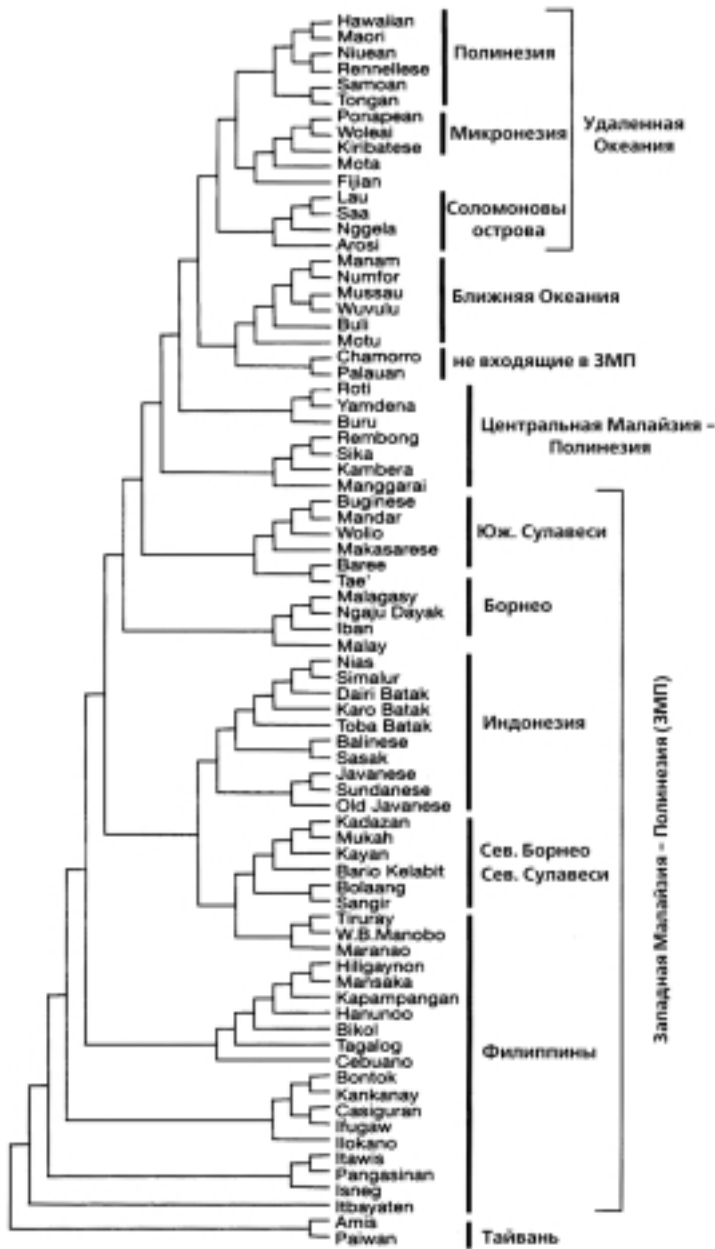 Hawaiian
Maori
Niuean
Rennellese
Samoan
Tongan
Полинезия
Ponapean
Woleai
Kiribatese
Микронезия
Mota
Fijian
Удаленная
Океания
Lau
Saa
Nggela
Arosi
Соломоновы
острова
Manam
Numfor
Mussau
Wuvulu
Buli
Motu
Ближняя Океания
Chamorro
Palauan
не входящие в ЗМП
Roti
Yamdena
Buru
Rembong
Sika
Kambera
Manggarai
Центральная Малайзия –
Полинезия
Buginese
Mandar
Wolio
Makasarese
Baree
Юж. Сулавеси
Tae'
Malagasy
Ngaju Dayak
Iban
Борнео
Malay
Nias
Simalur
Dairi Batak
Karo Batak
Toba Batak
Balinese
Sasak
Javanese
Sundanese
Old Javanese
Индонезия
Kadazan
Mukah
Kayan
Bario Kelabit
Bolaang
Sangir
Сев. Борнео
Сев. Сулавеси
Tiruray
W.B.Manobo
Maranao
Hiligaynon
Mansaka
Kapampangan
Hanunoo
Bikol
Tagalog
Cebuano
Bontok
Kankanay
Casiguran
Ifugaw
Ilokano
Itawis
Pangasinan
Isneg
Itbayaten
Филиппины
Западная Малайзия – Полинезия (ЗМП)
Amis
Paiwan
Тайвань